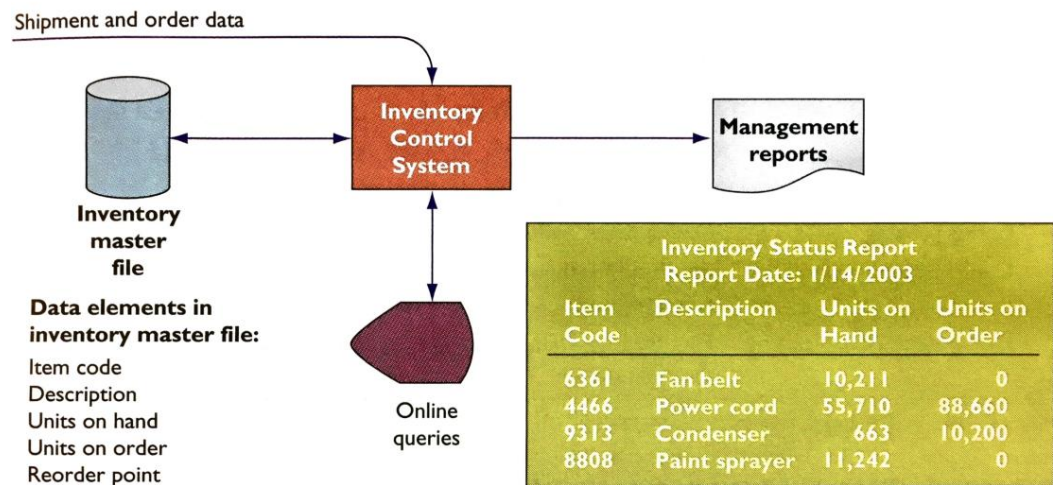 Shipment and order data
Inventory
Control
System
Management
reports
Inventory
master
file
Data elements in
inventory master file:
Item code
Description
Units on hand
Units on order
Reorder point
Online
queries
Inventory Status Report
Report Date: 1/14/2003
Item Description Units on Units on
Code Hand Order
6361 Fan belt 10,211 0
4466 Power cord 55,710 88,660
9313 Condenser 663 10,200
8808 Paint sprayer 11,242 0